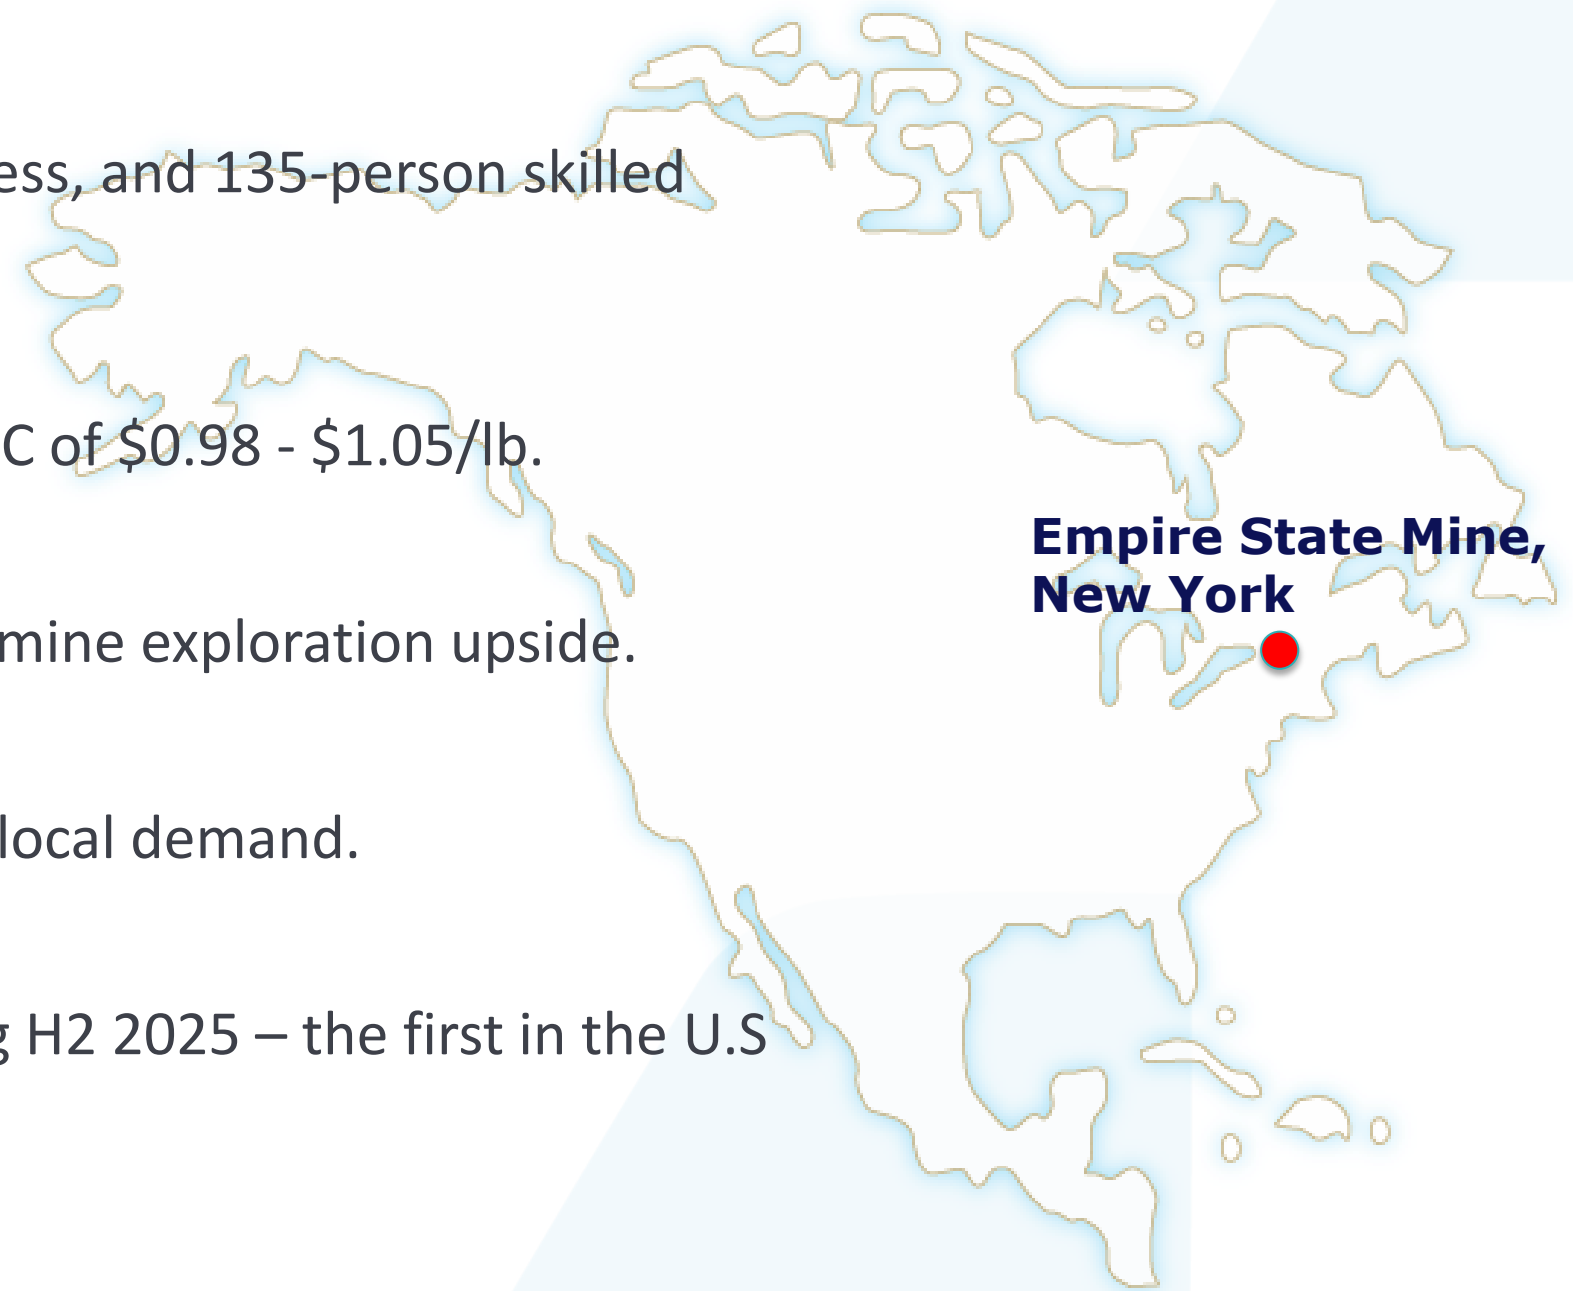 ess, and 135-person skilled
C of $0.98 - $1.05/lb.
Empire State Mine,
New York
mine exploration upside.
local demand.
g H2 2025 – the first in the U.S